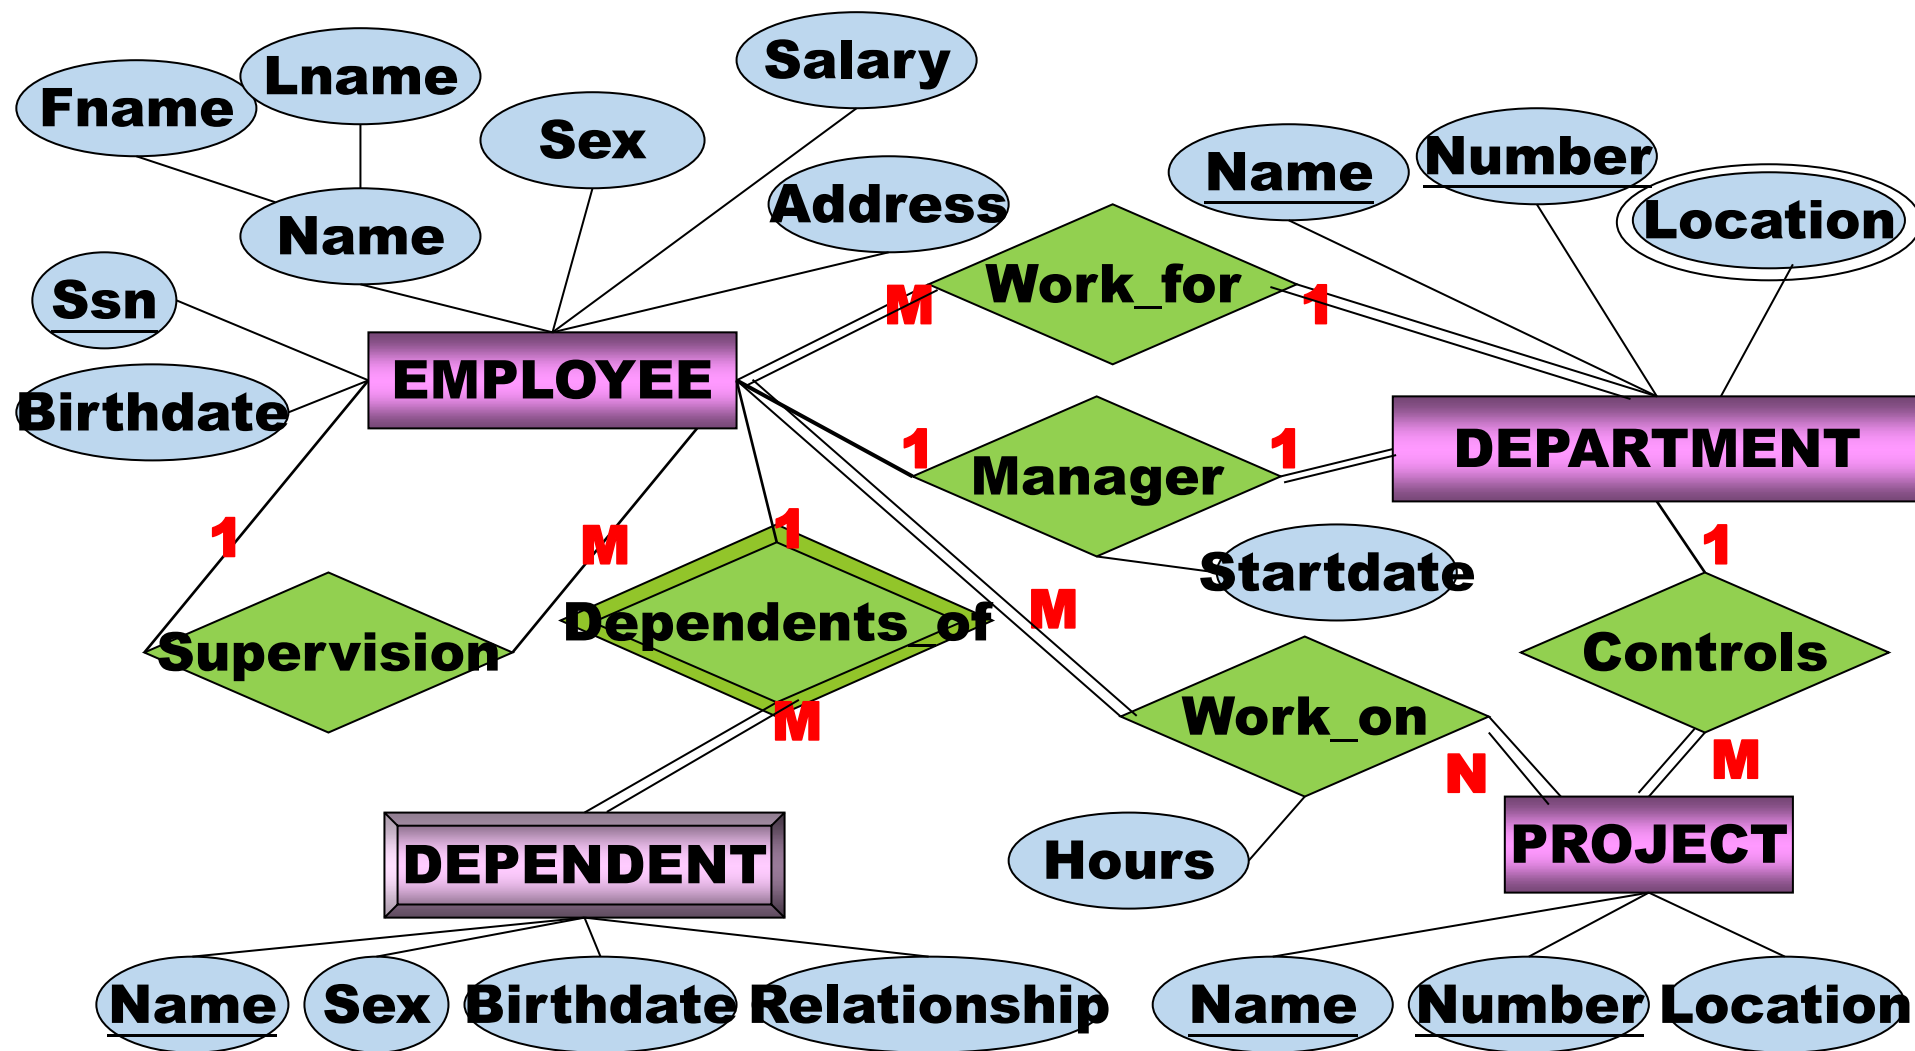 Salary
Lname
Fname
Sex
Number
Name
Address
Location
Name
Work_for
Ssn
M
1
EMPLOYEE
Birthdate
1
1
DEPARTMENT
Manager
1
M
1
1
Startdate
M
Dependents_of
Supervision
Controls
M
Work_on
M
N
PROJECT
Hours
DEPENDENT
Name
Sex
Birthdate
Relationship
Name
Number
Location